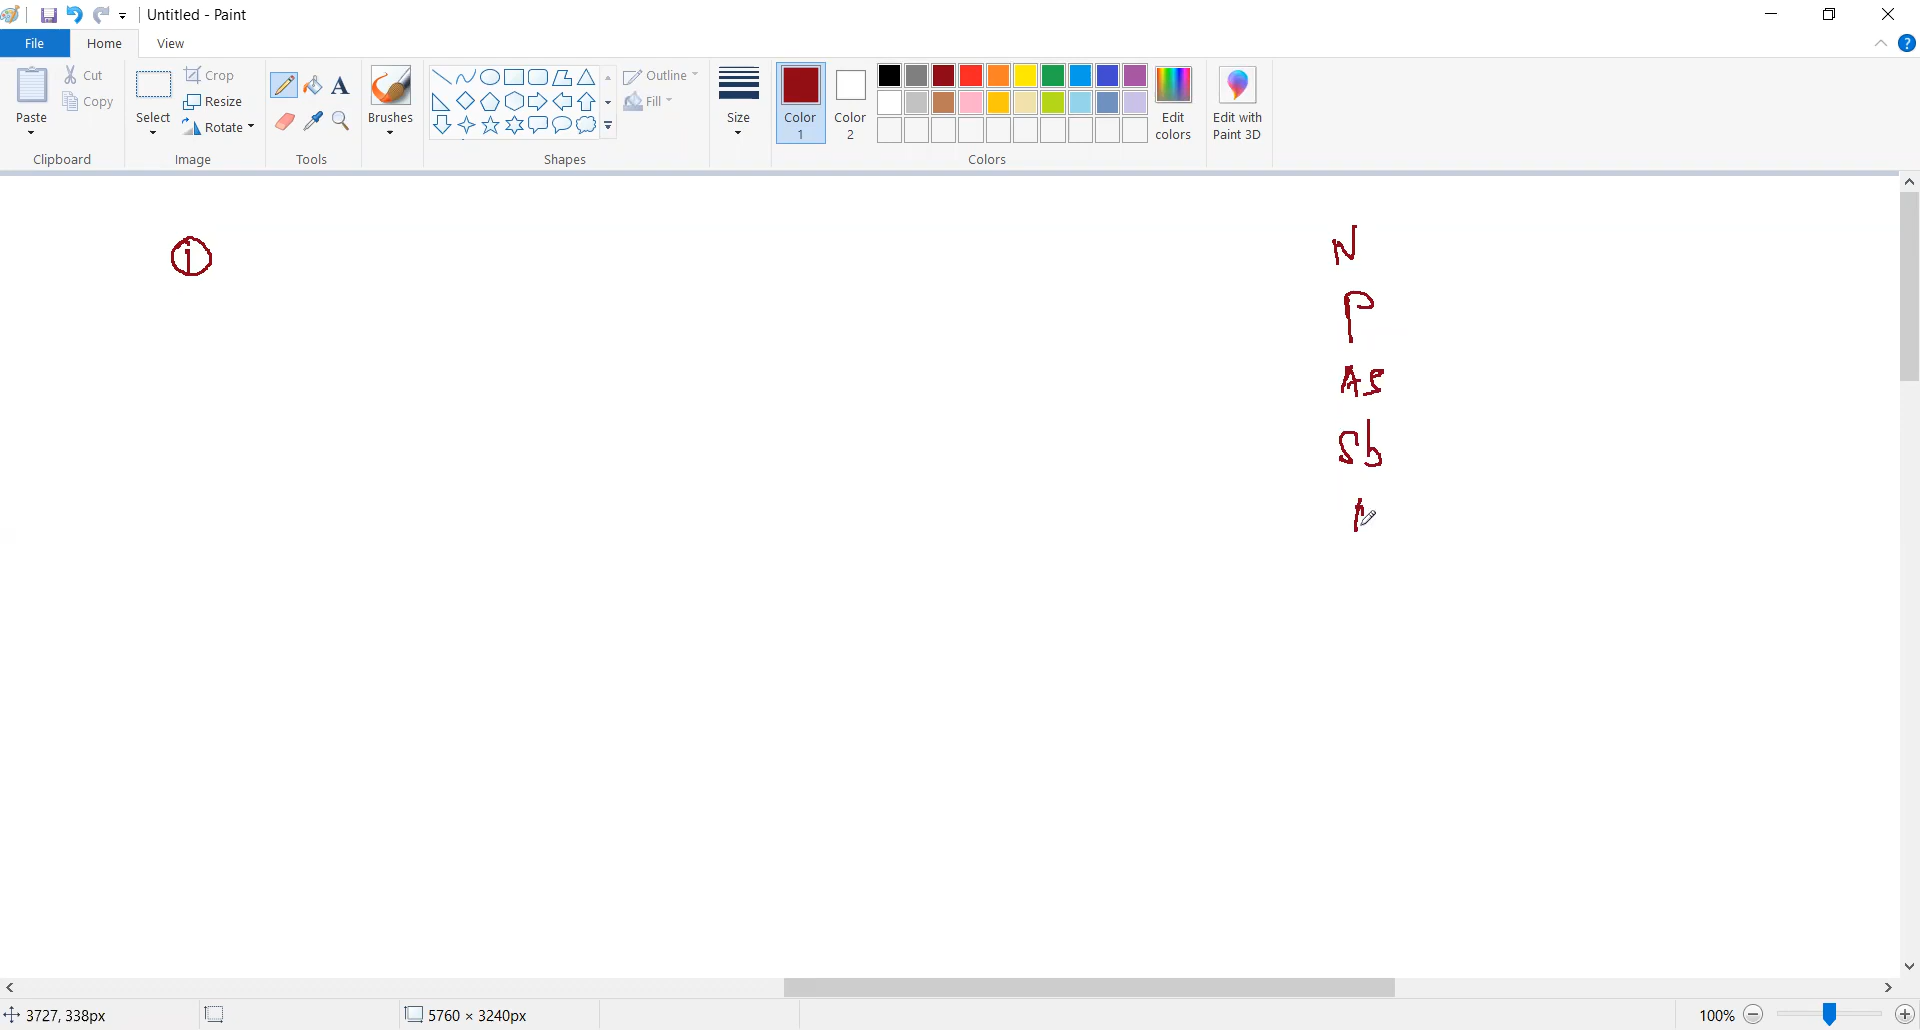 Untitled - Paint
File Home View
Paste
Cut
Copy
Clipboard
Select
Crop
Resize
Rotate
Image
A
Tools
Brushes
Outline
Fill
Shapes
Size
Color 1
Color 2
Colors
Edit colors
Edit with Paint 3D
?
i
N
P
As
Sb
3727, 338px
5760 × 3240px
100%